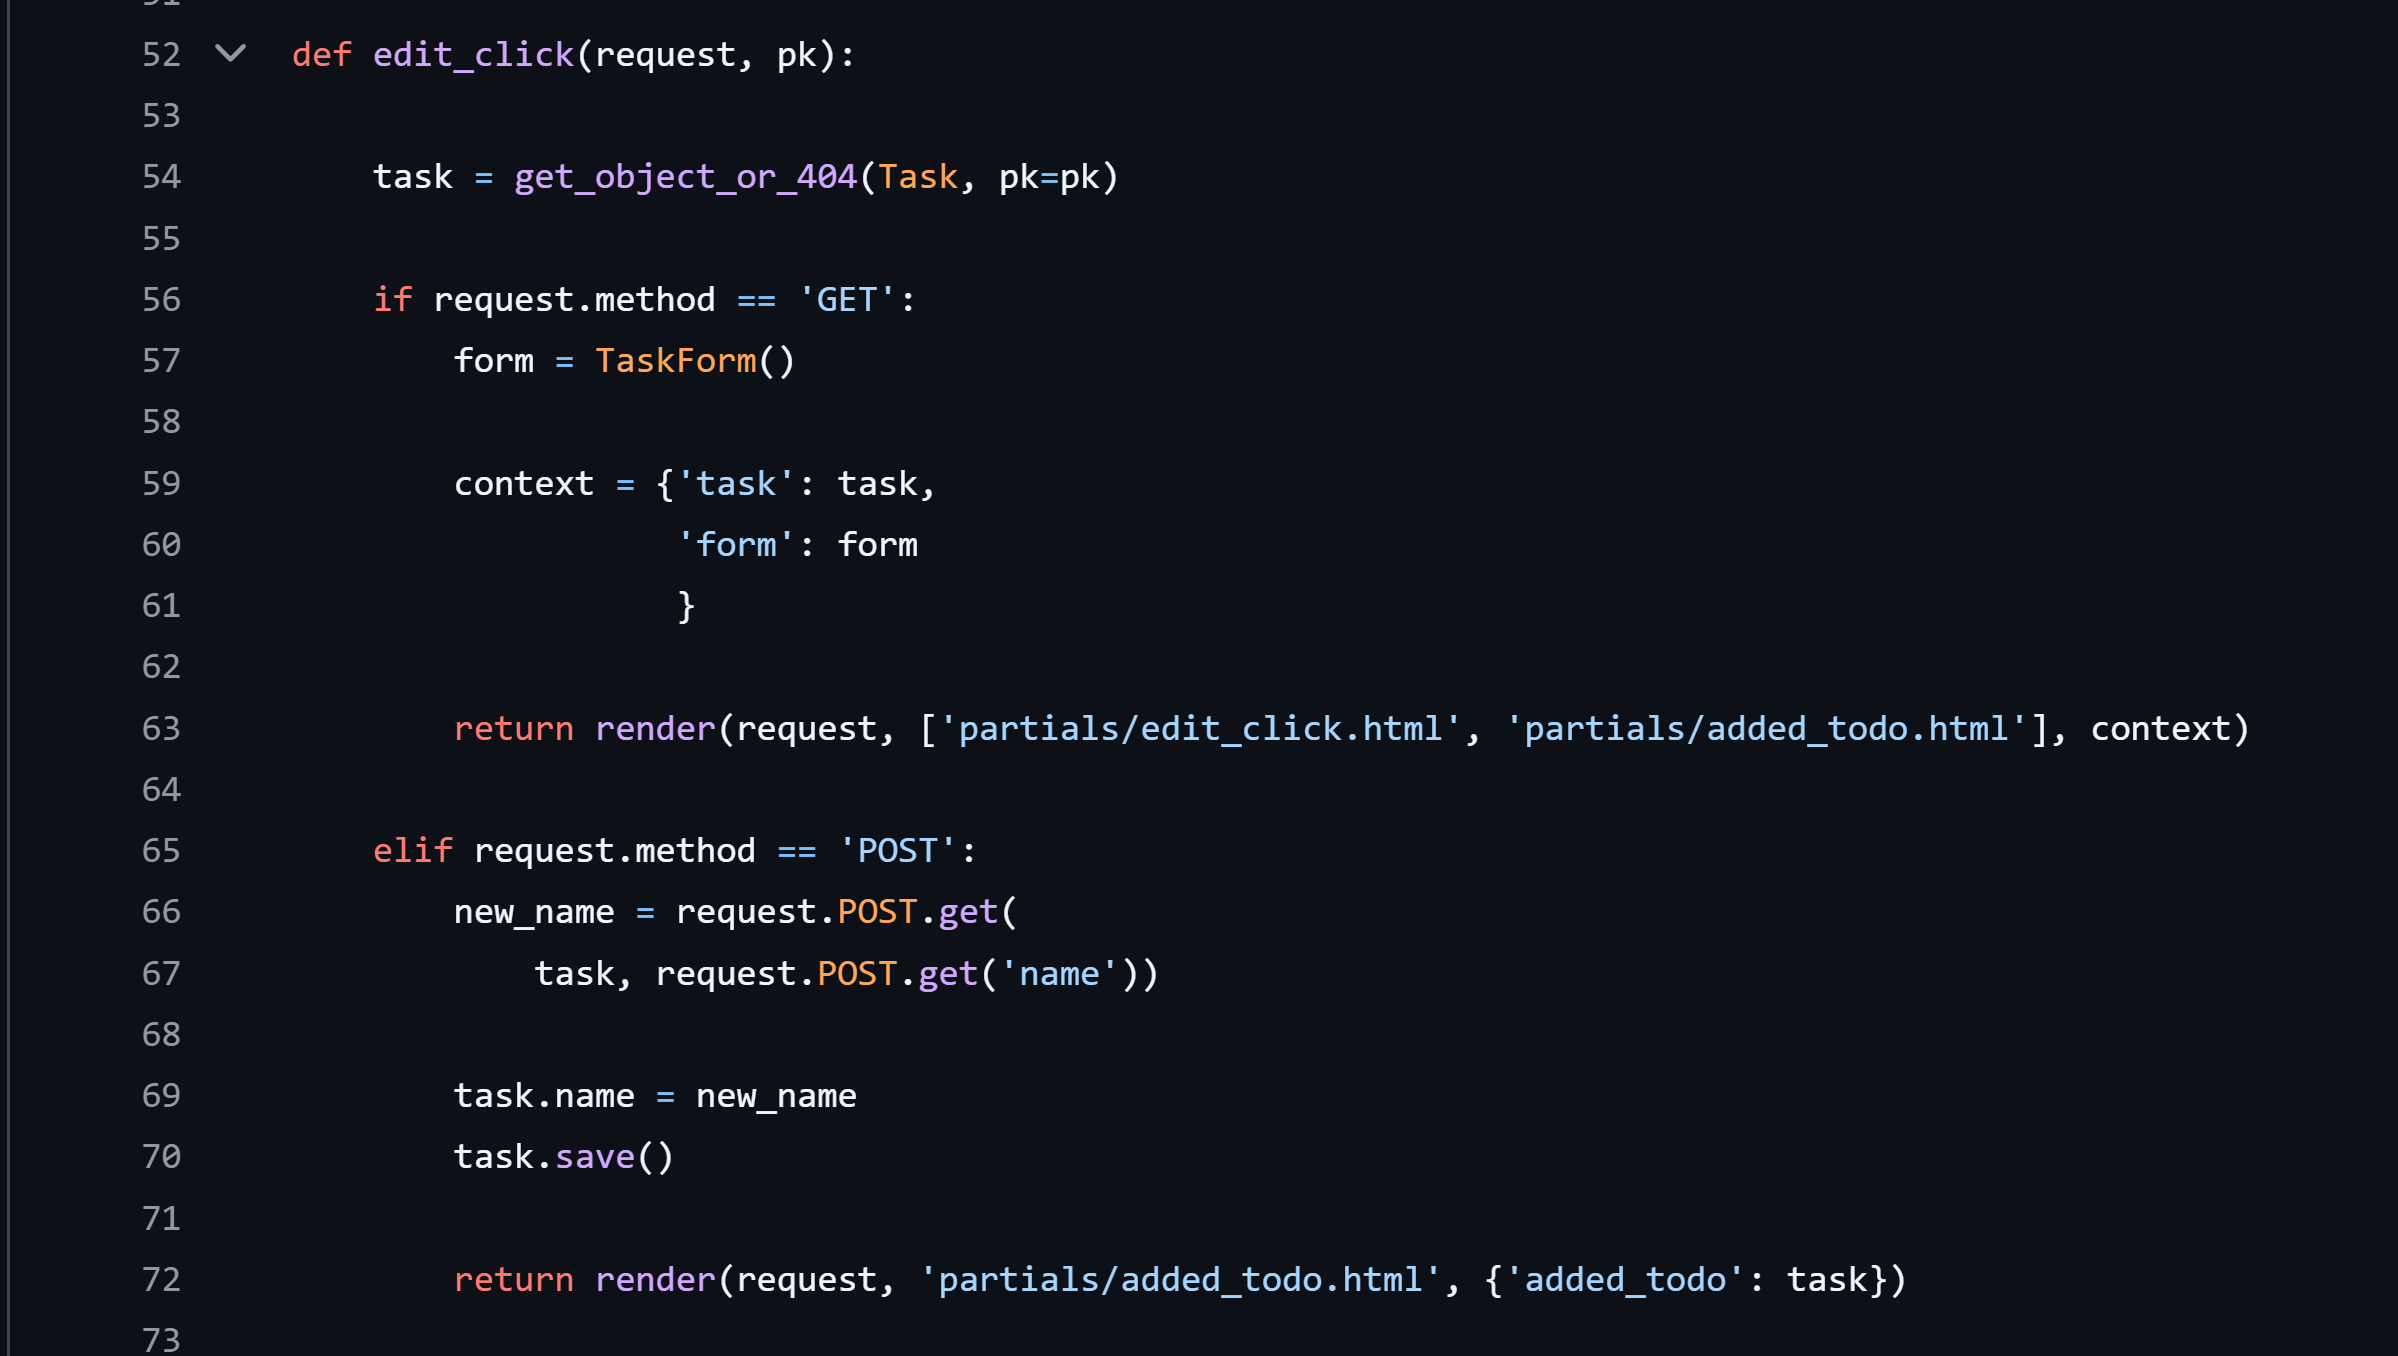 52 def edit_click(request, pk):
53
54     task = get_object_or_404(Task, pk=pk)
55
56     if request.method == 'GET':
57         form = TaskForm()
58
59         context = {'task': task,
60                    'form': form
61                    }
62
63         return render(request, ['partials/edit_click.html', 'partials/added_todo.html'], context)
64
65     elif request.method == 'POST':
66         new_name = request.POST.get(
67             task, request.POST.get('name'))
68
69         task.name = new_name
70         task.save()
71
72         return render(request, 'partials/added_todo.html', {'added_todo': task})
73